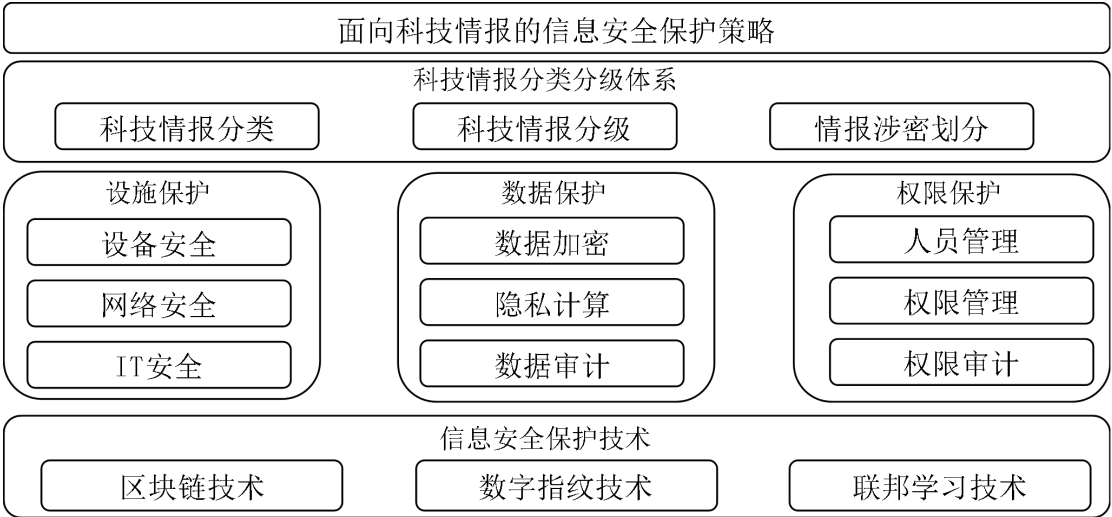 面向科技情报的信息安全保护策略
科技情报分类分级体系
科技情报分类
科技情报分级
情报涉密划分
设施保护
设备安全
网络安全
IT安全
数据保护
数据加密
隐私计算
数据审计
权限保护
人员管理
权限管理
权限审计
信息安全保护技术
区块链技术
数字指纹技术
联邦学习技术